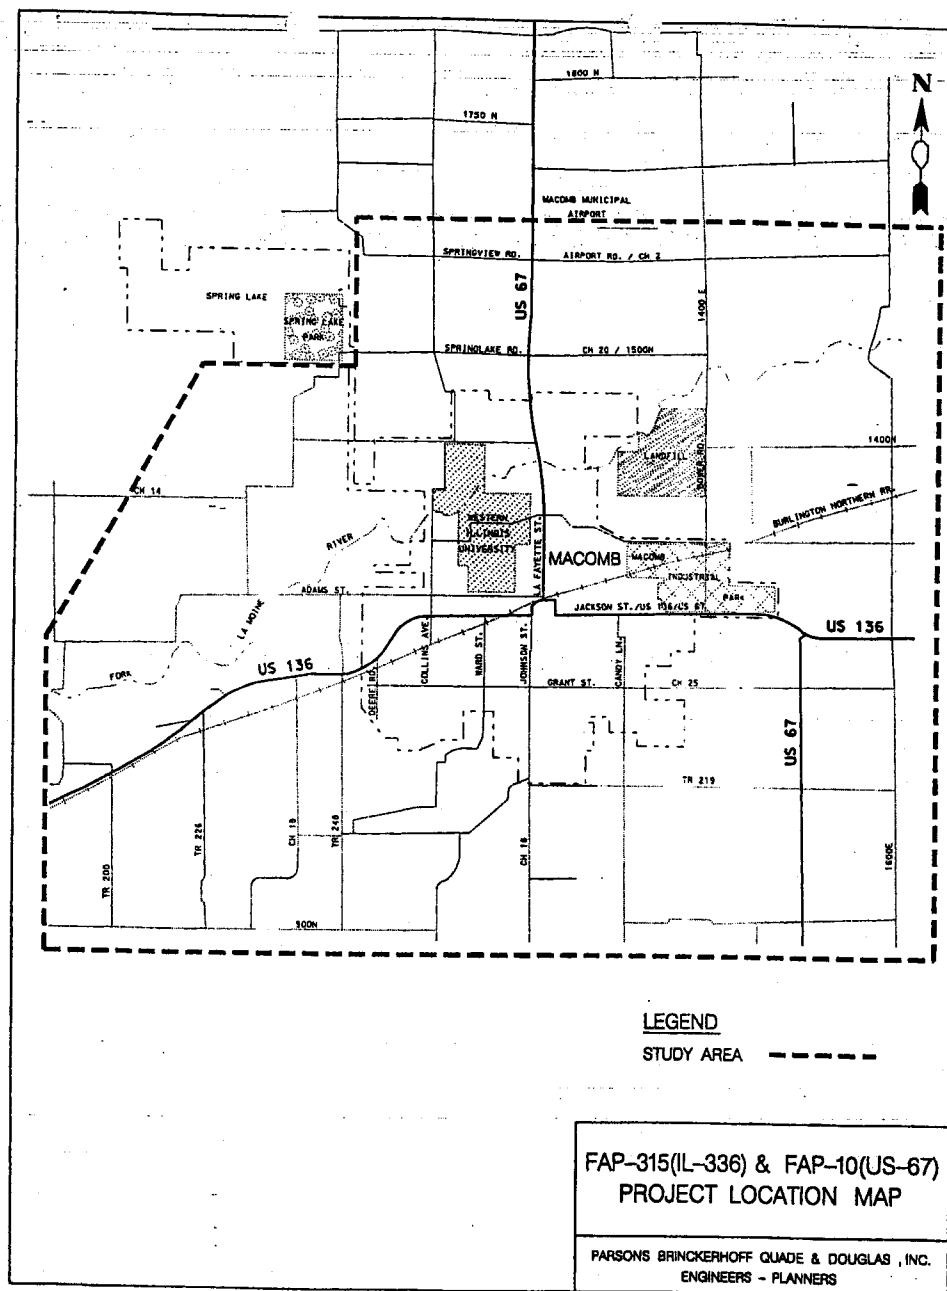 1800 N
N
1750 N
MACOMB MUNICIPAL
AIRPORT
SPRINGVIEW RD.
AIRPORT RD. / CH 2
SPRING LAKE
US 67
1400 E
SPRING LAKE
PARK
SPRINGLAKE RD.
CH 20 / 1500N
1400N
LANDFILL
BOWER RD.
CH 14
BURLINGTON NORTHERN RR.
WESTERN
ILLINOIS
UNIVERSITY
LA FAYETTE ST.
RIVER
MACOMB
MACOMB
INDUSTRIAL
PARK
ADAMS ST.
JACKSON ST./US 136/US 67
LA MOINE
US 136
COLLINS AVE.
WARD ST.
JOHNSON ST.
CANDY LN.
US 136
FORK
DEERE RD.
GRANT ST.
CH 25
US 67
TR 219
TR 200
TR 226
CH 18
TR 248
CH 16
1600E
900N
LEGEND
STUDY AREA
FAP-315(IL-336) & FAP-10(US-67)
PROJECT LOCATION MAP
PARSONS BRINCKERHOFF QUADE & DOUGLAS , INC.
ENGINEERS - PLANNERS